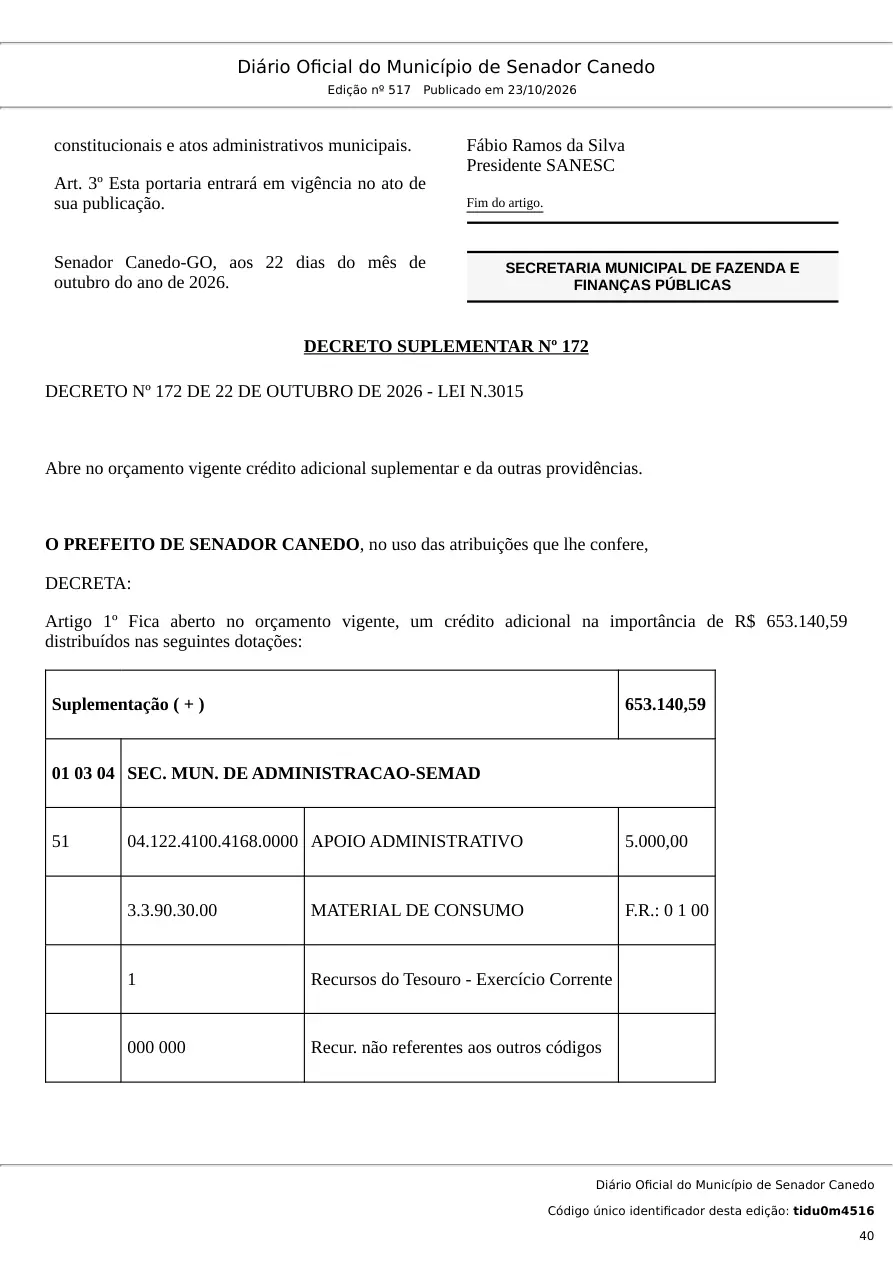 Diário Oficial do Município de Senador Canedo
Edição nº 517 Publicado em 23/10/2026
constitucionais e atos administrativos municipais.
Art. 3º Esta portaria entrará em vigência no ato de
sua publicação.
Senador Canedo-GO, aos 22 dias do mês de
outubro do ano de 2026.
Fábio Ramos da Silva
Presidente SANESC
Fim do artigo.
SECRETARIA MUNICIPAL DE FAZENDA E
FINANÇAS PÚBLICAS
DECRETO SUPLEMENTAR Nº 172
DECRETO Nº 172 DE 22 DE OUTUBRO DE 2026 - LEI N.3015
Abre no orçamento vigente crédito adicional suplementar e da outras providências.
O PREFEITO DE SENADOR CANEDO, no uso das atribuições que lhe confere,
DECRETA:
Artigo 1º Fica aberto no orçamento vigente, um crédito adicional na importância de R$ 653.140,59
distribuídos nas seguintes dotações:
Suplementação ( + ) 653.140,59
01 03 04 SEC. MUN. DE ADMINISTRACAO-SEMAD
51 04.122.4100.4168.0000 APOIO ADMINISTRATIVO 5.000,00
3.3.90.30.00 MATERIAL DE CONSUMO F.R.: 0 1 00
1 Recursos do Tesouro - Exercício Corrente
000 000 Recur. não referentes aos outros códigos
Diário Oficial do Município de Senador Canedo
Código único identificador desta edição: tidu0m4516
40